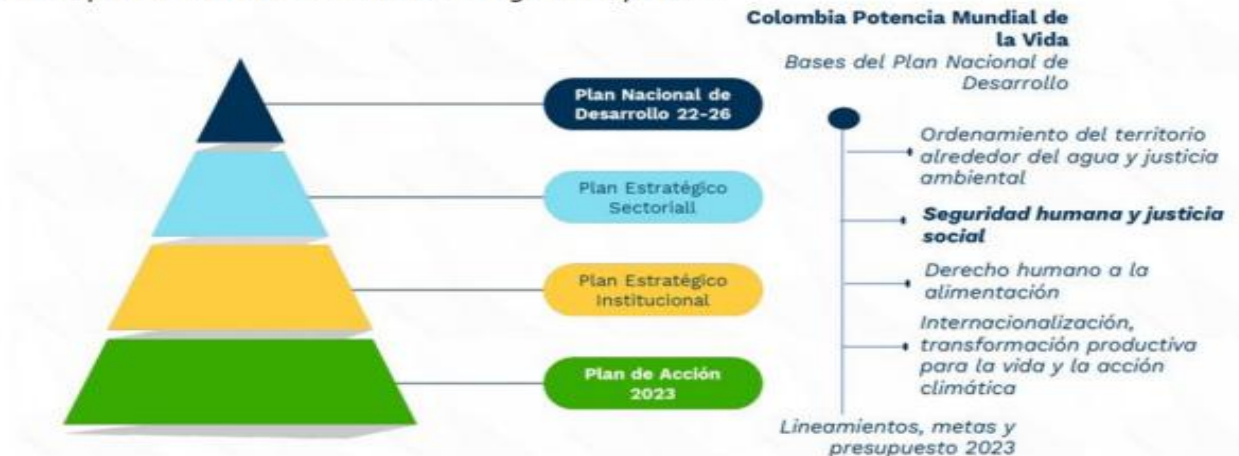 Colombia Potencia Mundial de
la Vida
Bases del Plan Nacional de
Desarrollo
Plan Nacional de
Desarrollo 22-26
Plan Estratégico
Sectoriall
Plan Estratégico
Institucional
Plan de Acción
2023
Ordenamiento del territorio
alrededor del agua y justicia
ambiental
Seguridad humana y justicia
social
Derecho humano a la
alimentación
Internacionalización,
transformación productiva
para la vida y la acción
climática
Lineamientos, metas y
presupuesto 2023